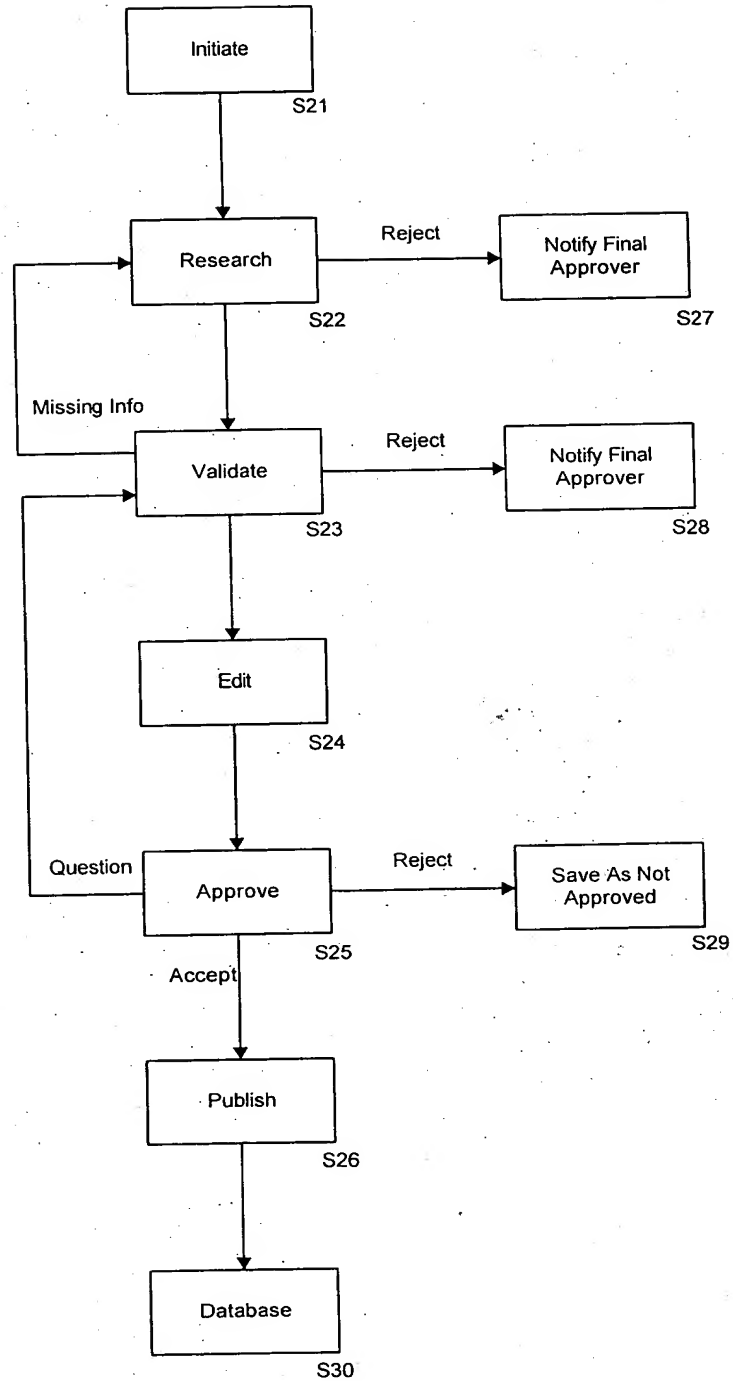 Initiate
S21
Research
S22
Reject
Notify Final
Approver
S27
Missing Info
Validate
S23
Reject
Notify Final
Approver
S28
Edit
S24
Question
Approve
S25
Reject
Save As Not
Approved
S29
Accept
Publish
S26
Database
S30